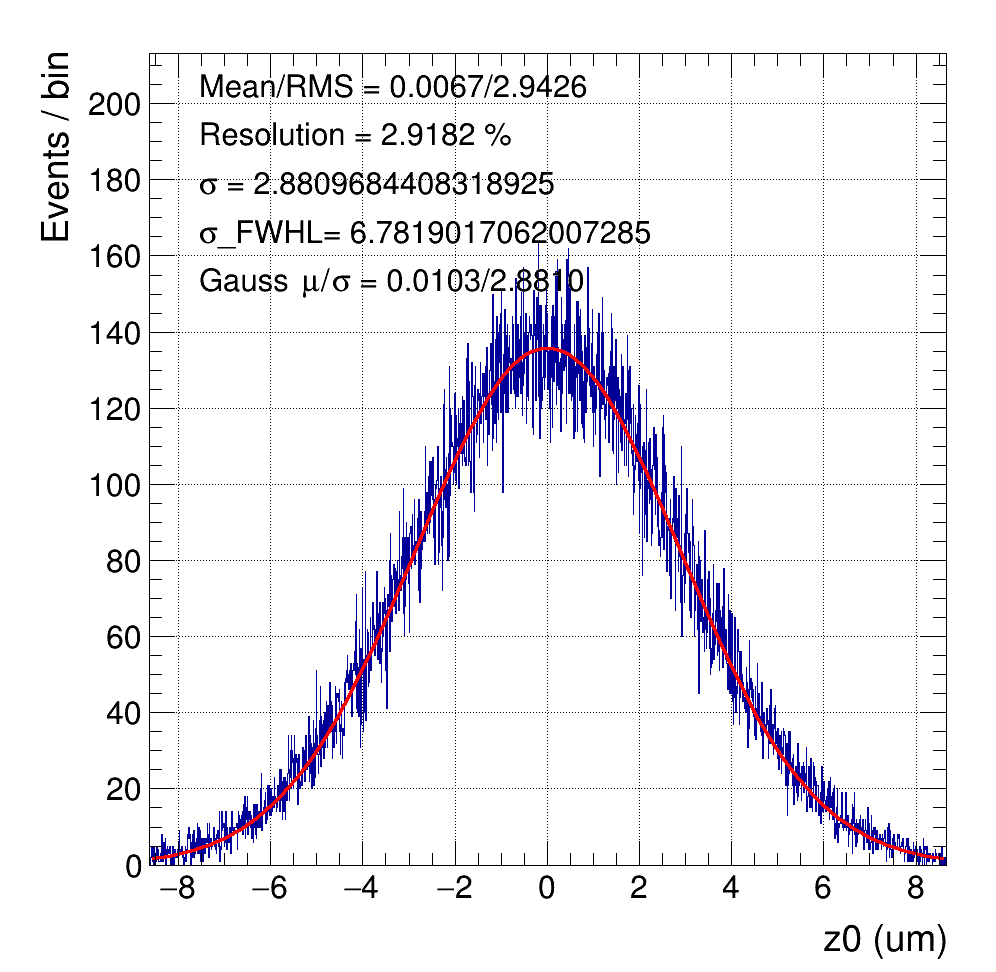 Events / bin
200
180
160
140
120
100
80
60
40
20
0
Mean/RMS = 0.0067/2.9426
Resolution = 2.9182 %
σ = 2.8809684408318925
σ_FWHL= 6.7819017062007285
Gauss μ/σ = 0.0103/2.8810
−8 −6 −4 −2 0 2 4 6 8
z0 (um)